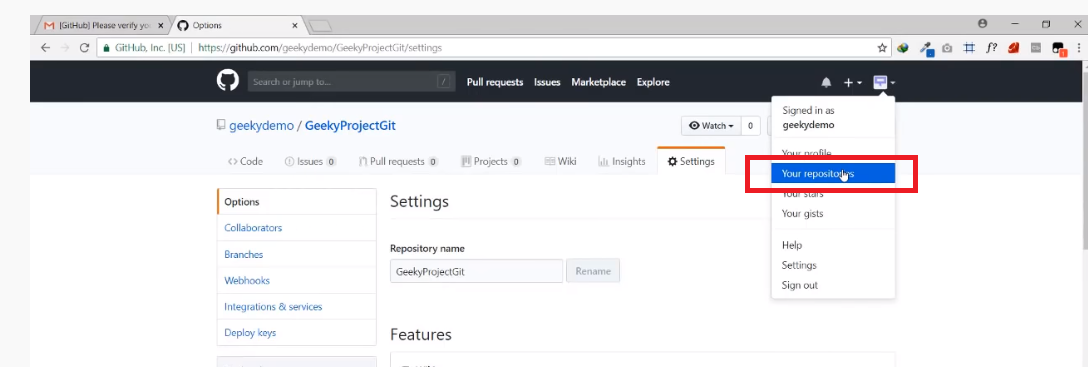 [GitHub] Please verify yo
Options
GitHub, Inc. [US] | https://github.com/geekydemo/GeekyProjectGit/settings
Search or jump to...
/
Pull requests Issues Marketplace Explore
Signed in as
geekydemo
geekydemo / GeekyProjectGit
Watch 0
Your profile
Code Issues 0 Pull requests 0 Projects 0 Wiki Insights Settings
Your repositories
Your stars
Your gists
Help
Settings
Sign out
Options
Collaborators
Branches
Webhooks
Integrations & services
Deploy keys
Settings
Repository name
GeekyProjectGit Rename
Features